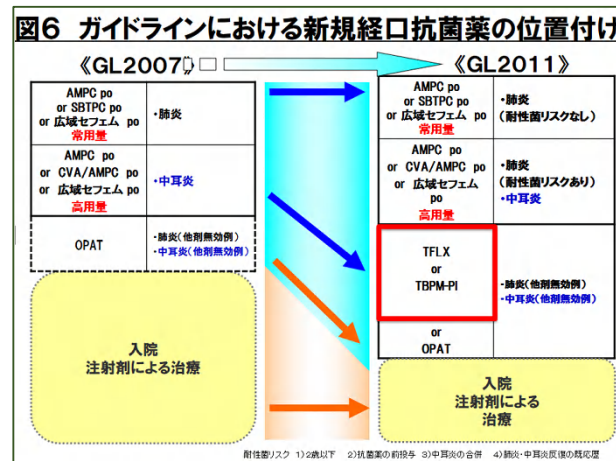 図6 ガイドラインにおける新規経口抗菌薬の位置付け
《GL2007》
《GL2011》
AMPC po
or SBTPC po
or 広域セフェム po
常用量
・肺炎
AMPC po
or CVA/AMPC po
or 広域セフェム po
高用量
・中耳炎
OPAT
・肺炎(他剤無効例)
・中耳炎(他剤無効例)
入院
注射剤による治療
AMPC po
or SBTPC po
or 広域セフェム po
常用量
・肺炎
(耐性菌リスクなし)
AMPC po
or CVA/AMPC po
or 広域セフェム
po
高用量
・肺炎
(耐性菌リスクあり)
・中耳炎
TFLX
or
TBPM-PI
・肺炎(他剤無効例)
・中耳炎(他剤無効例)
or
OPAT
入院
注射剤による
治療
耐性菌リスク 1)2歳以下 2)抗菌薬の前投与 3)中耳炎の合併 4)肺炎・中耳炎反復の既応歴